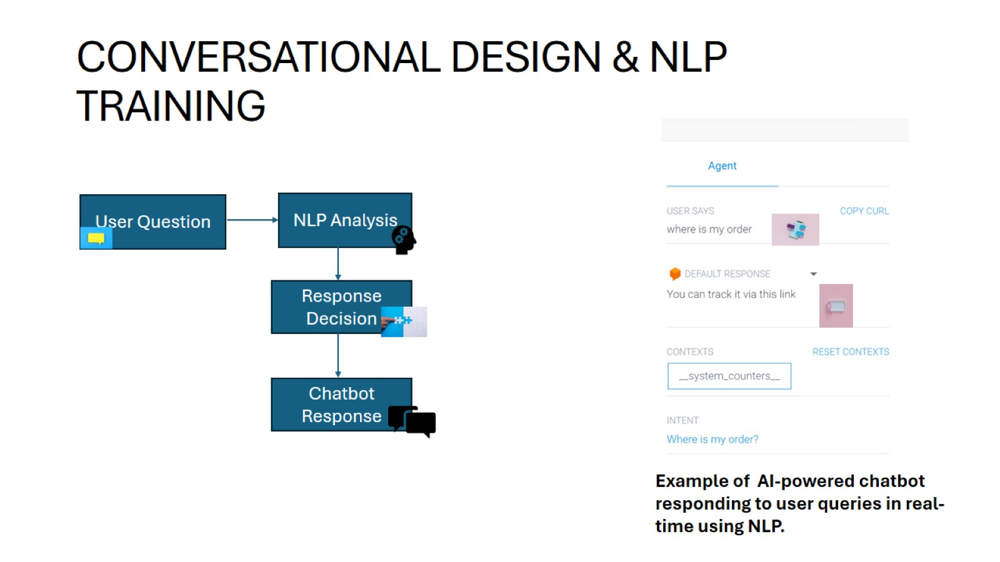 CONVERSATIONAL DESIGN & NLP
TRAINING
User Question
NLP Analysis
Response
Decision
Chatbot
Response
Agent
USER SAYS
COPY CURL
where is my order
DEFAULT RESPONSE
You can track it via this link
CONTEXTS
RESET CONTEXTS
__system_counters__
INTENT
Where is my order?
Example of  AI-powered chatbot
responding to user queries in real-
time using NLP.